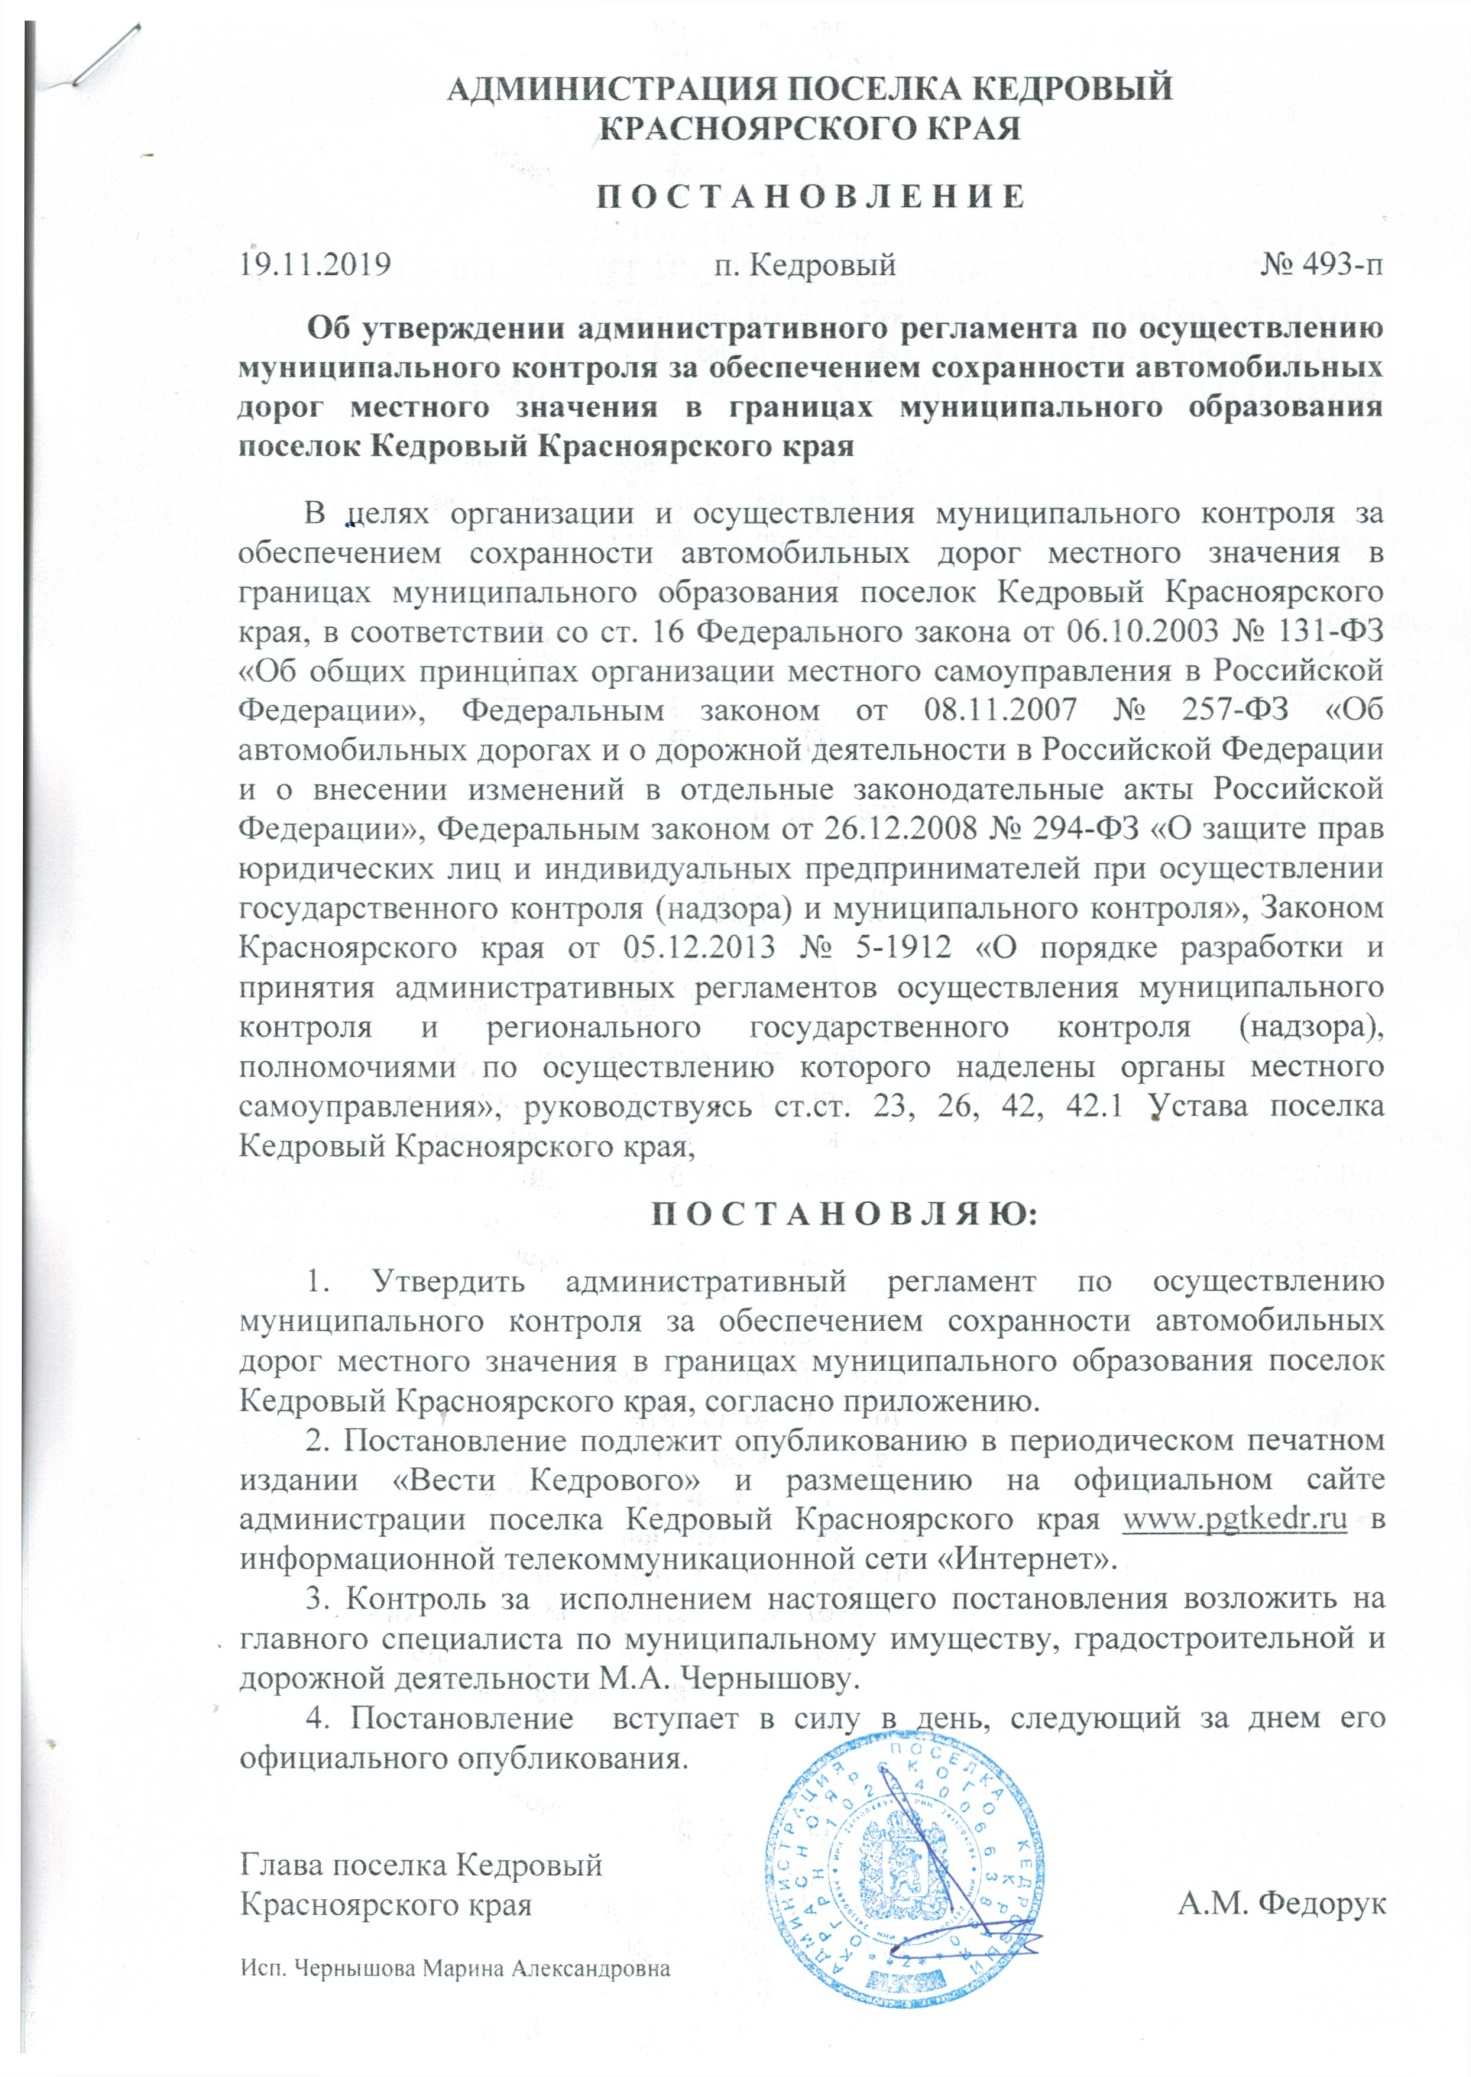 АДМИНИСТРАЦИЯ ПОСЕЛКА КЕДРОВЫЙ
КРАСНОЯРСКОГО КРАЯ
П О С Т А Н О В Л Е Н И Е
19.11.2019 п. Кедровый № 493-п
Об утверждении административного регламента по осуществлению
муниципального контроля за обеспечением сохранности автомобильных
дорог местного значения в границах муниципального образования
поселок Кедровый Красноярского края
В целях организации и осуществления муниципального контроля за
обеспечением сохранности автомобильных дорог местного значения в
границах муниципального образования поселок Кедровый Красноярского
края, в соответствии со ст. 16 Федерального закона от 06.10.2003 № 131-ФЗ
«Об общих принципах организации местного самоуправления в Российской
Федерации», Федеральным законом от 08.11.2007 № 257-ФЗ «Об
автомобильных дорогах и о дорожной деятельности в Российской Федерации
и о внесении изменений в отдельные законодательные акты Российской
Федерации», Федеральным законом от 26.12.2008 № 294-ФЗ «О защите прав
юридических лиц и индивидуальных предпринимателей при осуществлении
государственного контроля (надзора) и муниципального контроля», Законом
Красноярского края от 05.12.2013 № 5-1912 «О порядке разработки и
принятия административных регламентов осуществления муниципального
контроля и регионального государственного контроля (надзора),
полномочиями по осуществлению которого наделены органы местного
самоуправления», руководствуясь ст.ст. 23, 26, 42, 42.1 Устава поселка
Кедровый Красноярского края,
П О С Т А Н О В Л Я Ю:
1. Утвердить административный регламент по осуществлению
муниципального контроля за обеспечением сохранности автомобильных
дорог местного значения в границах муниципального образования поселок
Кедровый Красноярского края, согласно приложению.
2. Постановление подлежит опубликованию в периодическом печатном
издании «Вести Кедрового» и размещению на официальном сайте
администрации поселка Кедровый Красноярского края www.pgtkedr.ru в
информационной телекоммуникационной сети «Интернет».
3. Контроль за исполнением настоящего постановления возложить на
главного специалиста по муниципальному имуществу, градостроительной и
дорожной деятельности М.А. Чернышову.
4. Постановление вступает в силу в день, следующий за днем его
официального опубликования.
АДМИНИСТРАЦИЯ ПОСЕЛКА КЕДРОВЫЙ
КРАСНОЯРСКОГО КРАЯ
Глава поселка Кедровый
Красноярского края А.М. Федорук
Исп. Чернышова Марина Александровна